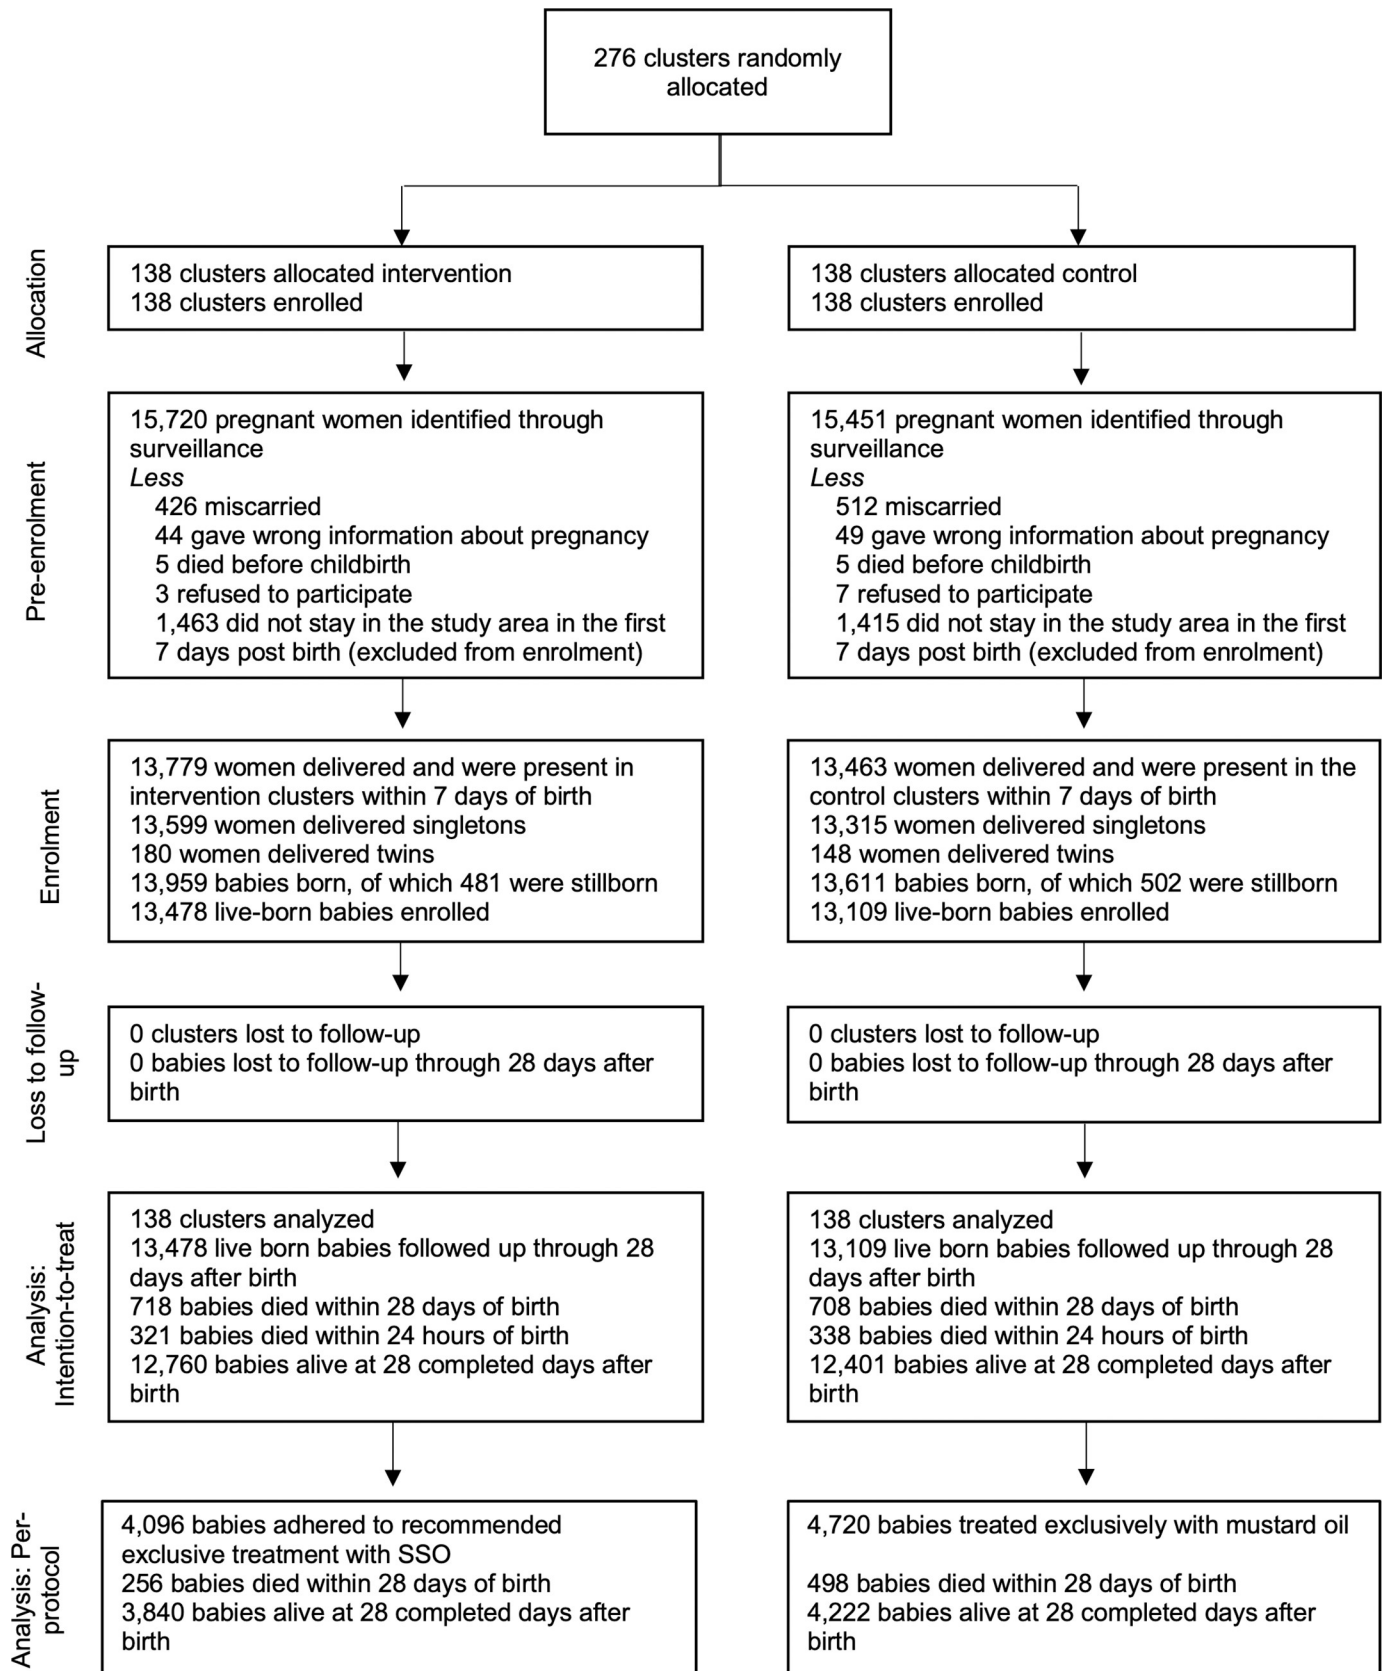 276 clusters randomly
allocated
Allocation
138 clusters allocated intervention
138 clusters enrolled
138 clusters allocated control
138 clusters enrolled
Pre-enrolment
15,720 pregnant women identified through
surveillance
Less
426 miscarried
44 gave wrong information about pregnancy
5 died before childbirth
3 refused to participate
1,463 did not stay in the study area in the first
7 days post birth (excluded from enrolment)
15,451 pregnant women identified through
surveillance
Less
512 miscarried
49 gave wrong information about pregnancy
5 died before childbirth
7 refused to participate
1,415 did not stay in the study area in the first
7 days post birth (excluded from enrolment)
Enrolment
13,779 women delivered and were present in
intervention clusters within 7 days of birth
13,599 women delivered singletons
180 women delivered twins
13,959 babies born, of which 481 were stillborn
13,478 live-born babies enrolled
13,463 women delivered and were present in the
control clusters within 7 days of birth
13,315 women delivered singletons
148 women delivered twins
13,611 babies born, of which 502 were stillborn
13,109 live-born babies enrolled
Loss to follow-
up
0 clusters lost to follow-up
0 babies lost to follow-up through 28 days after
birth
0 clusters lost to follow-up
0 babies lost to follow-up through 28 days after
birth
Analysis:
Intention-to-treat
138 clusters analyzed
13,478 live born babies followed up through 28
days after birth
718 babies died within 28 days of birth
321 babies died within 24 hours of birth
12,760 babies alive at 28 completed days after
birth
138 clusters analyzed
13,109 live born babies followed up through 28
days after birth
708 babies died within 28 days of birth
338 babies died within 24 hours of birth
12,401 babies alive at 28 completed days after
birth
Analysis: Per-
protocol
4,096 babies adhered to recommended
exclusive treatment with SSO
256 babies died within 28 days of birth
3,840 babies alive at 28 completed days after
birth
4,720 babies treated exclusively with mustard oil
498 babies died within 28 days of birth
4,222 babies alive at 28 completed days after
birth